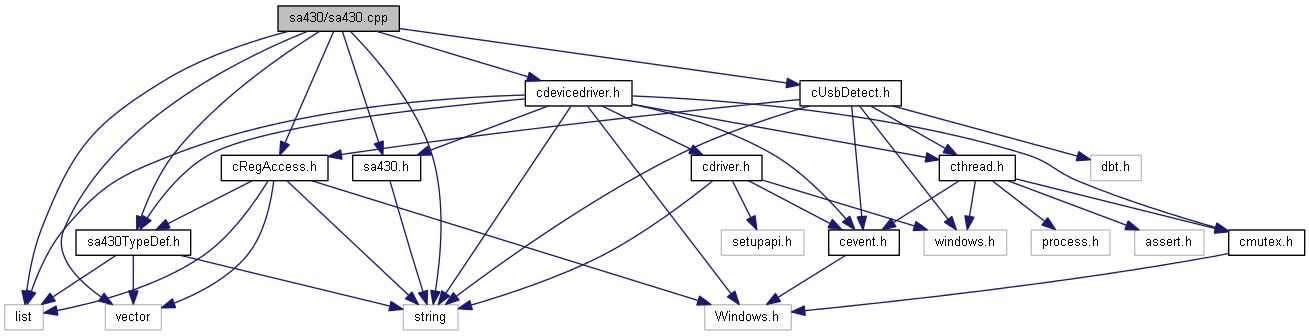 sa430/sa430.cpp
cdevicedriver.h
cUsbDetect.h
cRegAccess.h
sa430.h
cdriver.h
cthread.h
dbt.h
sa430TypeDef.h
setupapi.h
cevent.h
windows.h
process.h
assert.h
cmutex.h
list
vector
string
Windows.h